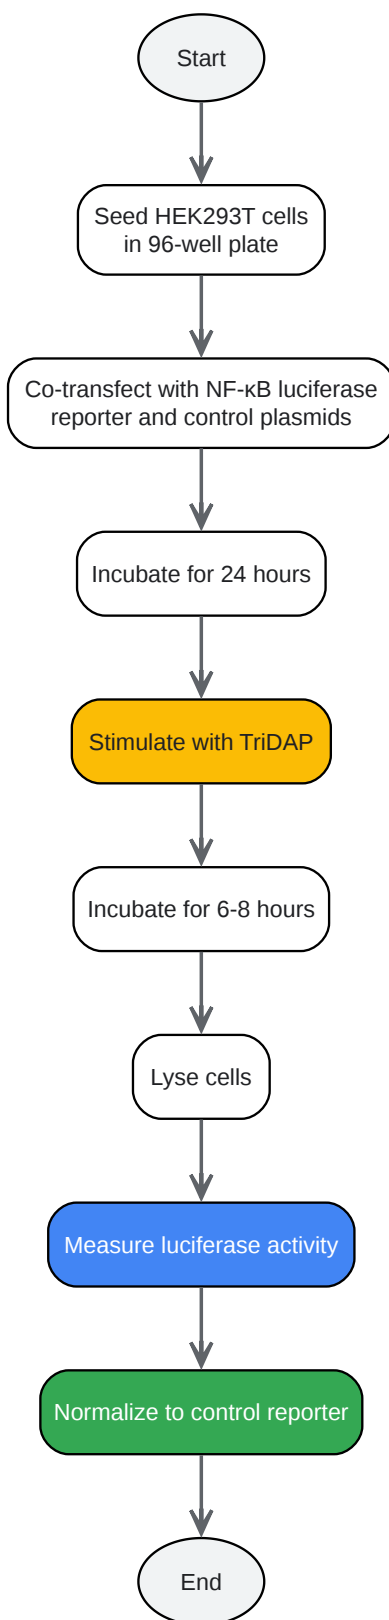 Start
Seed HEK293T cells
in 96-well plate
Co-transfect with NF-κB luciferase
reporter and control plasmids
Incubate for 24 hours
Stimulate with TriDAP
Incubate for 6-8 hours
Lyse cells
Measure luciferase activity
Normalize to control reporter
End